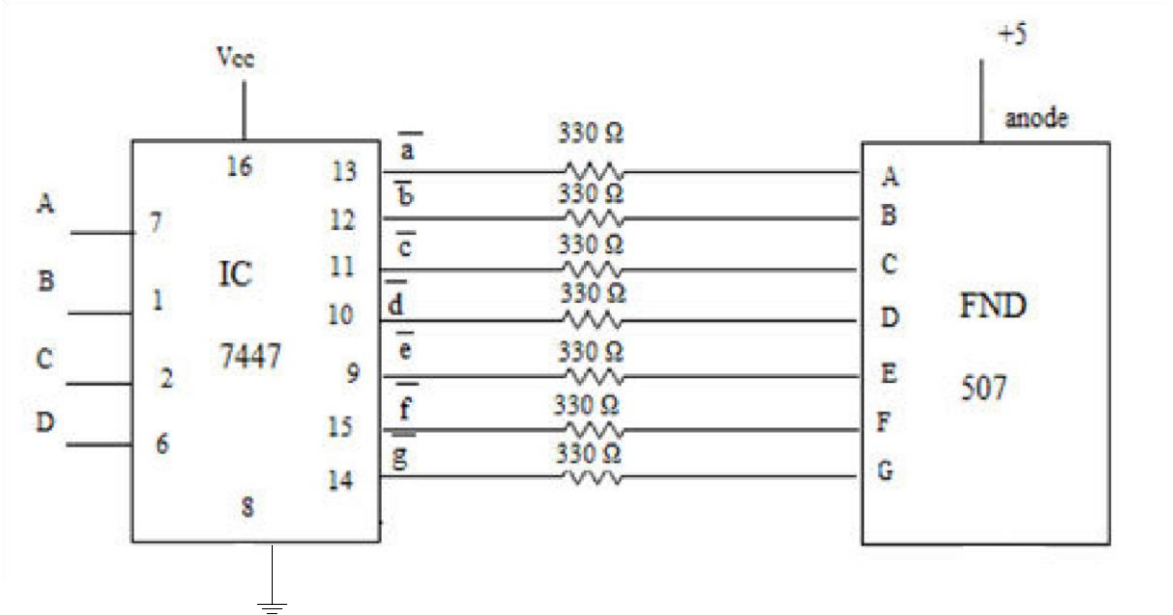 +5
Vcc
anode
a
330 Ω
16
13
A
A
b
330 Ω
7
12
B
c
330 Ω
B
IC
11
C
d
330 Ω
1
10
D
FND
C
7447
e
330 Ω
2
9
E
507
D
f
330 Ω
6
15
F
g
330 Ω
14
G
8